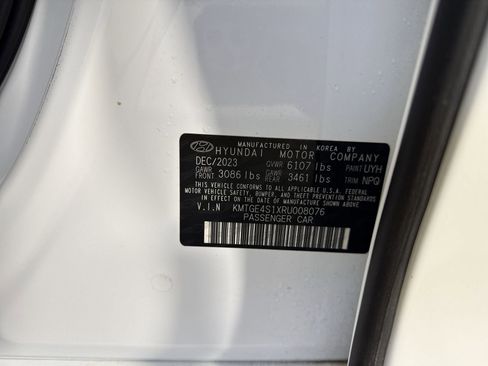 MANUFACTURED IN KOREA BY
HYUNDAI MOTOR COMPANY
DEC/2023 GVWR 6107 lbs PAINT UYH
GAWR FRONT 3086 lbs GAWR REAR 3461 lbs TRIM NPQ
THIS VEHICLE CONFORMS TO ALL APPLICABLE U.S.A. FEDERAL
MOTOR VEHICLE SAFETY, BUMPER, AND THEFT PREVENTION STANDARDS
IN EFFECT ON THE DATE OF MANUFACTURE SHOWN ABOVE.
V.I.N KMTGE4S1XRU008076
PASSENGER CAR